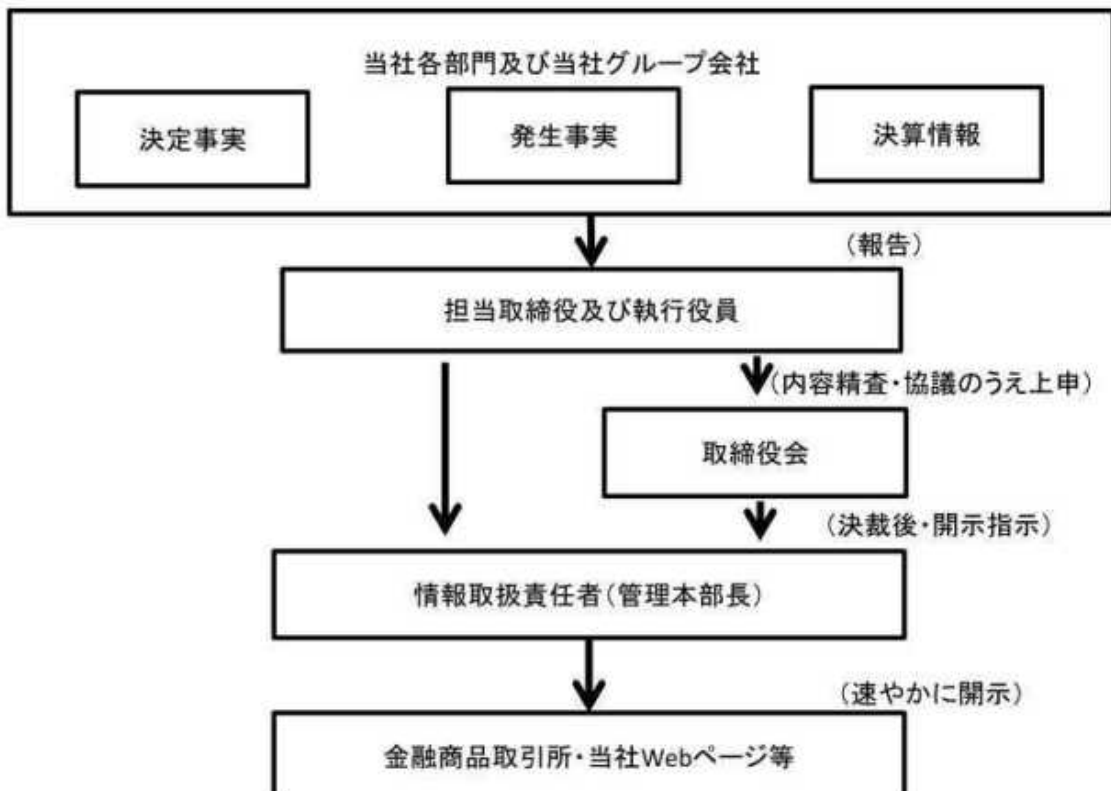 当社各部門及び当社グループ会社
決定事実
発生事実
決算情報
（報告）
担当取締役及び執行役員
（内容精査・協議のうえ上申）
取締役会
（決裁後・開示指示）
情報取扱責任者（管理本部長）
（速やかに開示）
金融商品取引所・当社Webページ等